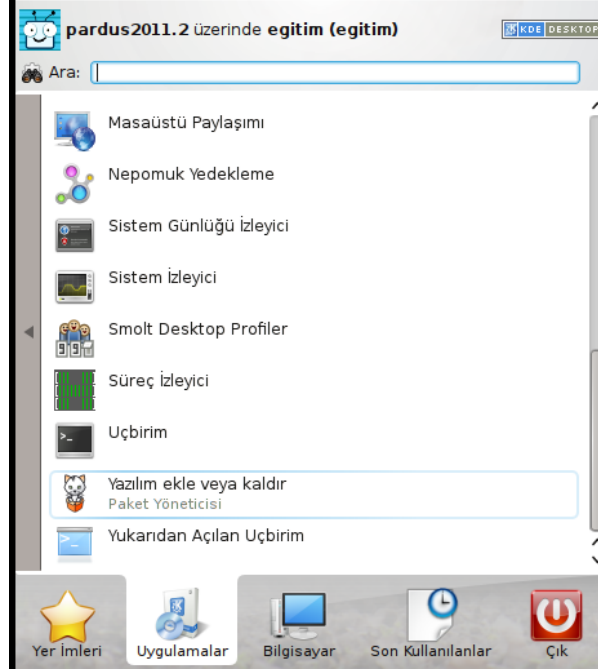 pardus2011.2 üzerinde egitim (egitim)
KDE DESKTOP
Ara:
Masaüstü Paylaşımı
Nepomuk Yedekleme
Sistem Günlüğü İzleyici
Sistem İzleyici
Smolt Desktop Profiler
Süreç İzleyici
Uçbirim
Yazılım ekle veya kaldır
Paket Yöneticisi
Yukarıdan Açılan Uçbirim
Yer İmleri Uygulamalar Bilgisayar Son Kullanılanlar Çık